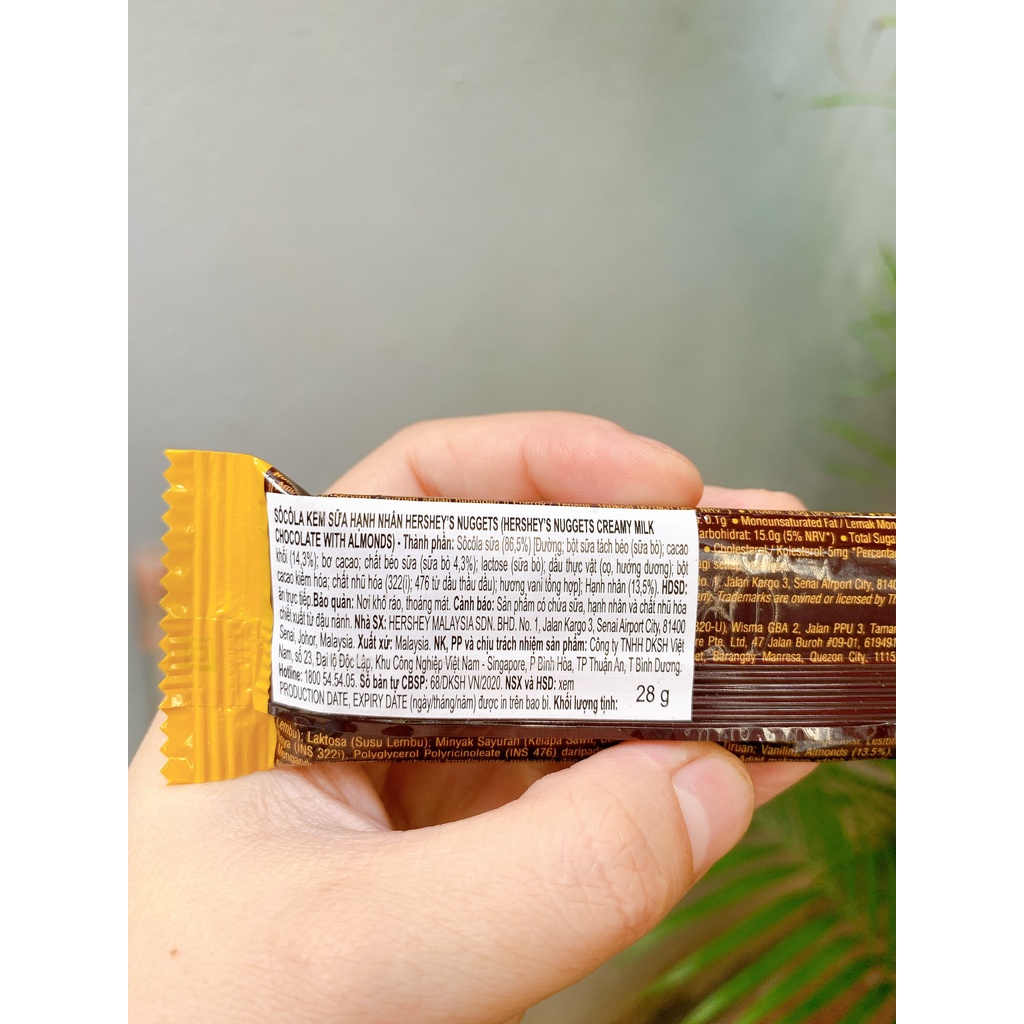 SÔCÔLA KEM SỮA HẠNH NHÂN HERSHEY'S NUGGETS (HERSHEY'S NUGGETS CREAMY MILK
CHOCOLATE WITH ALMONDS) - Thành phần: Sôcôla sữa (86,5%) [Đường; bột sữa tách béo (sữa bò); cacao
khối (14,3%); bơ cacao; chất béo sữa (sữa bò 4,3%); lactose (sữa bò); dầu thực vật (cọ, hướng dương); bột
cacao kiềm hóa; chất nhũ hóa (322(i); 476 từ dầu thầu dầu); hương vani tổng hợp]; Hạnh nhân (13,5%). HDSD:
ăn trực tiếp. Bảo quản: Nơi khô ráo, thoáng mát. Cảnh báo: Sản phẩm có chứa sữa, hạnh nhân và chất nhũ hóa
chiết xuất từ đậu nành. Nhà SX: HERSHEY MALAYSIA SDN. BHD. No. 1, Jalan Kargo 3, Senai Airport City, 81400
Senai, Johor, Malaysia. Xuất xứ: Malaysia. NK, PP và chịu trách nhiệm sản phẩm: Công ty TNHH DKSH Việt
Nam, số 23, Đại lộ Độc Lập, Khu Công Nghiệp Việt Nam - Singapore, P Bình Hòa, TP Thuận An, T Bình Dương.
Hotline: 1800 54.54.05. Số bản tự CBSP: 68/DKSH VN/2020. NSX và HSD: xem
PRODUCTION DATE, EXPIRY DATE (ngày/tháng/năm) được in trên bao bì. Khối lượng tịnh: 28 g
0.1g • Monounsaturated Fat / Lemak Mon
arbohidrat: 15.0g (5% NRV*) • Total Suga
• Cholesterol / Kolesterol: 5mg *Percenta
1, Jalan Kargo 3, Senai Airport City, 8140
Trademarks are owned or licensed by Th
820-U), Wisma GBA 2, Jalan PPU 3, Tama
re Pte. Ltd, 47 Jalan Buroh #09-01, 619491
Barangay Manresa, Quezon City, 1115
Lembu); Laktosa (Susu Lembu); Minyak Sayuran (Kelapa Sawit,
(INS 322i), Polyglycerol Polyricinoleate (INS 476) daripada
Vanilin), Almonds (13.5%)